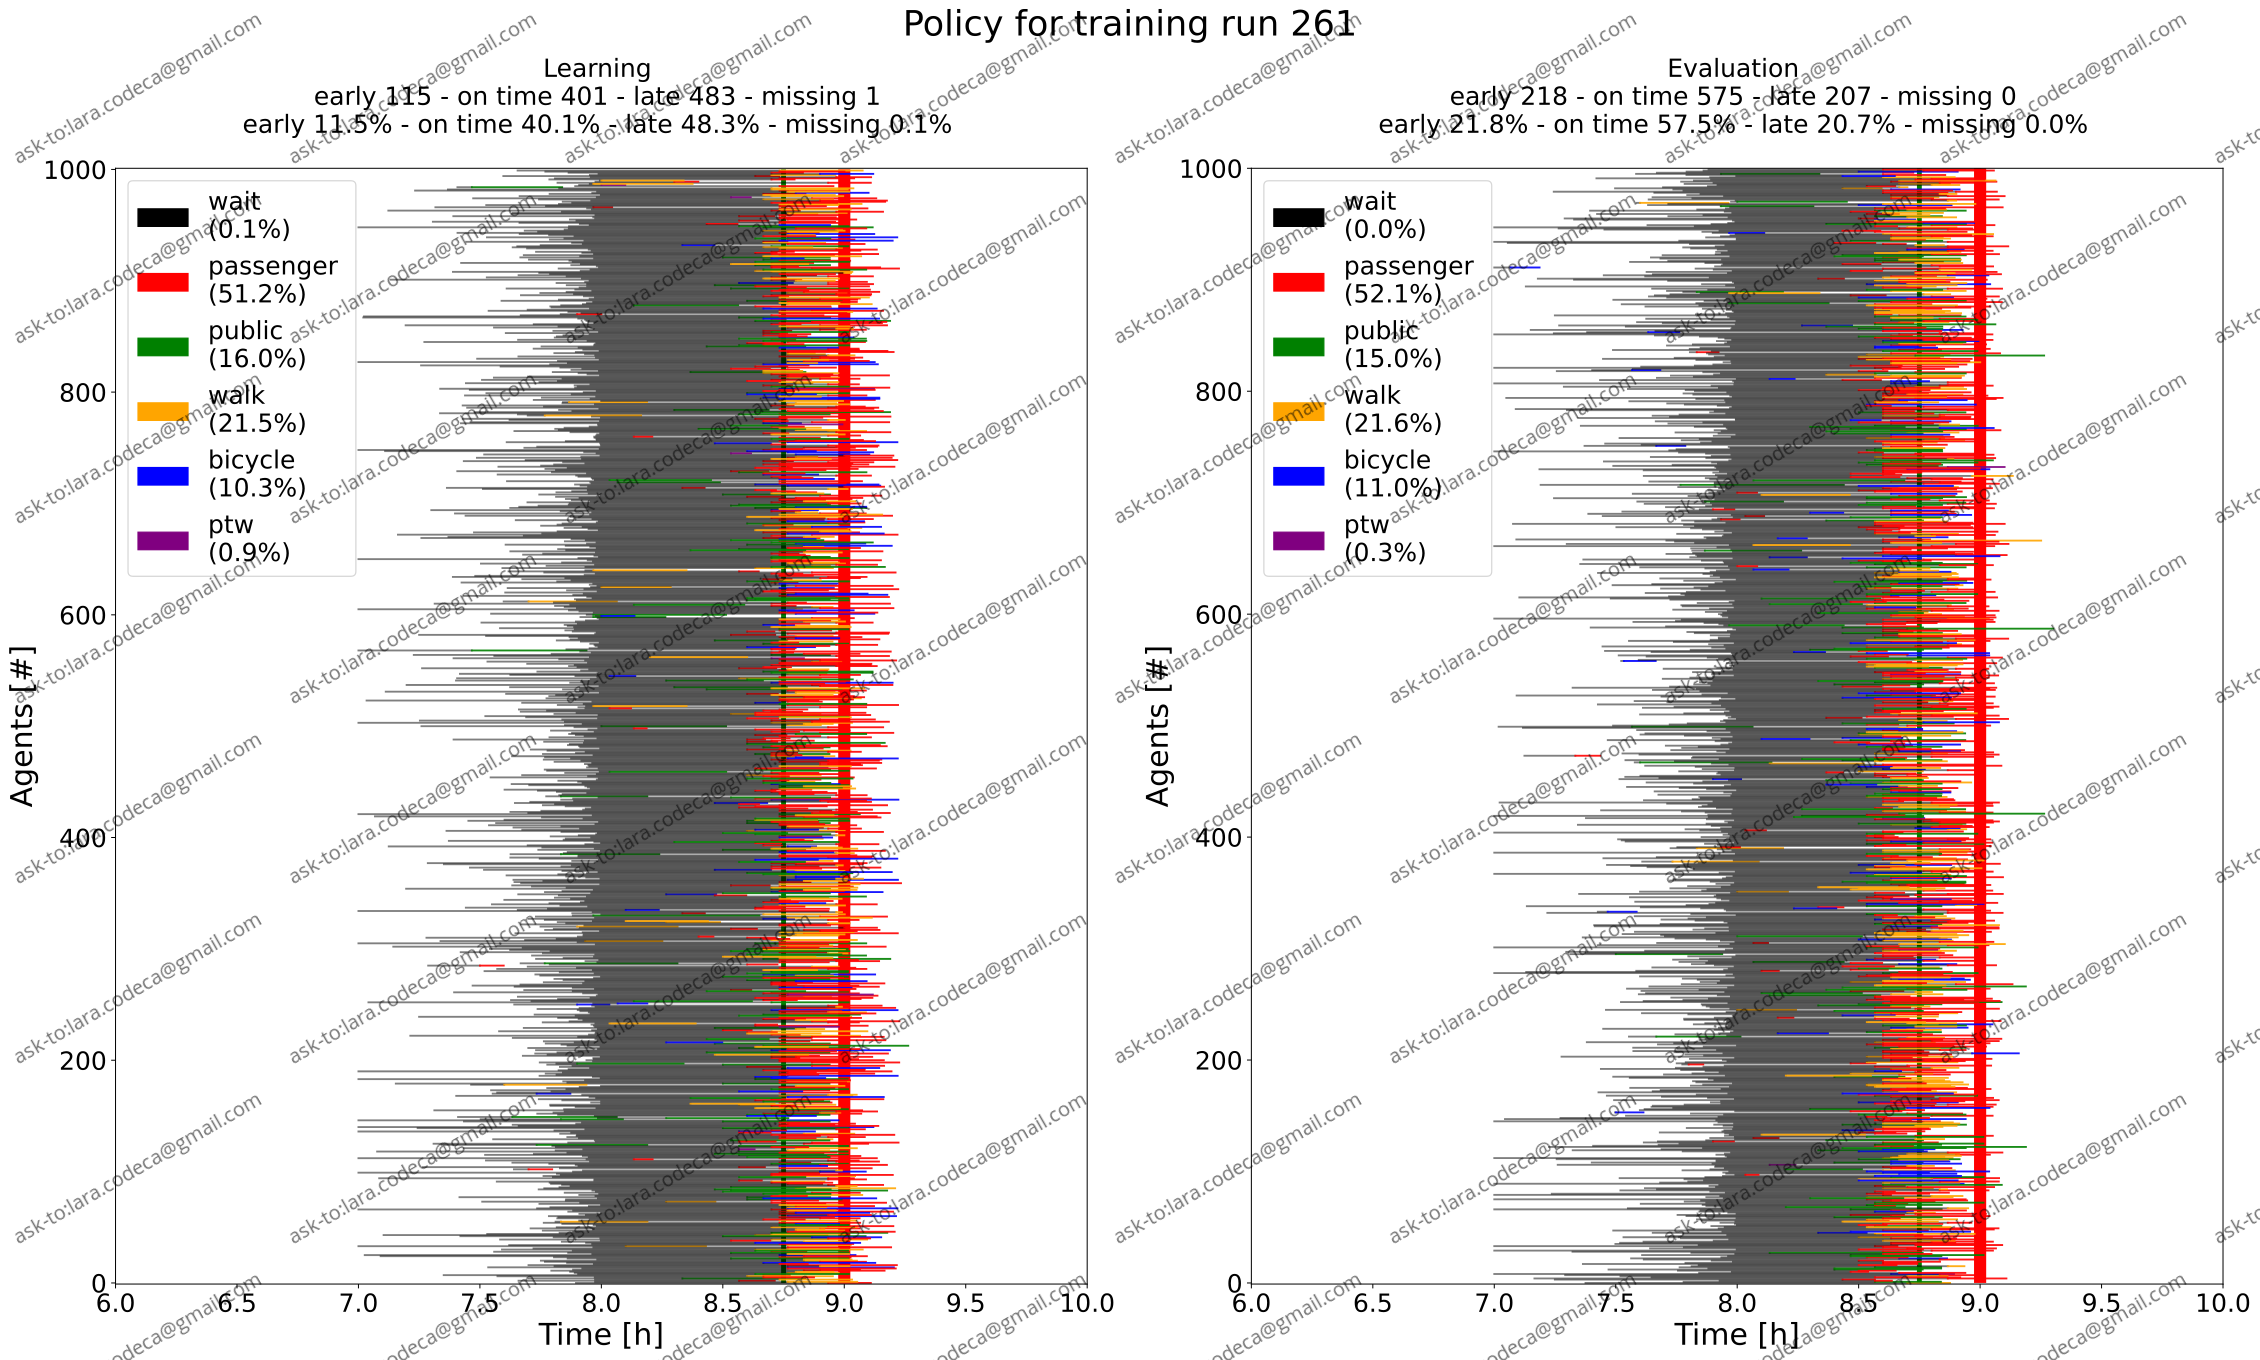 Policy for training run 261
Learning
early 115 - on time 401 - late 483 - missing 1
early 11.5% - on time 40.1% - late 48.3% - missing 0.1%
1000
800
600
400
200
0
Agents [#]
wait
(0.1%)
passenger
(51.2%)
public
(16.0%)
walk
(21.5%)
bicycle
(10.3%)
ptw
(0.9%)
6.0 6.5 7.0 7.5 8.0 8.5 9.0 9.5 10.0
Time [h]
Evaluation
early 218 - on time 575 - late 207 - missing 0
early 21.8% - on time 57.5% - late 20.7% - missing 0.0%
1000
800
600
400
200
0
Agents [#]
wait
(0.0%)
passenger
(52.1%)
public
(15.0%)
walk
(21.6%)
bicycle
(11.0%)
ptw
(0.3%)
6.0 6.5 7.0 7.5 8.0 8.5 9.0 9.5 10.0
Time [h]
ask-to:lara.codeca@gmail.com